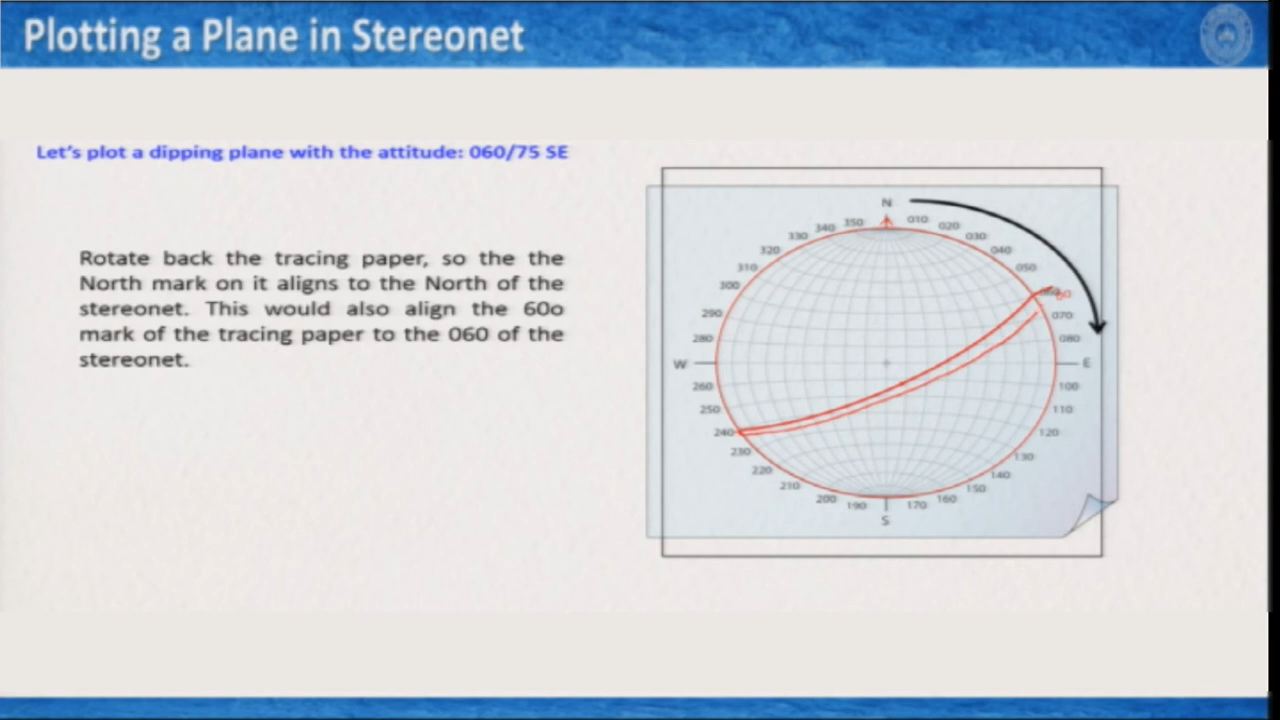 Plotting a Plane in Stereonet
Let's plot a dipping plane with the attitude: 060/75 SE
Rotate back the tracing paper, so the the
North mark on it aligns to the North of the
stereonet. This would also align the 60o
mark of the tracing paper to the 060 of the
stereonet.
N
350 010
340 020
330 030
320 040
310 050
300 060 60
290 070
280 080
W E
260 100
250 110
240 120
230 130
220 140
210 150
200 160
190 170
S